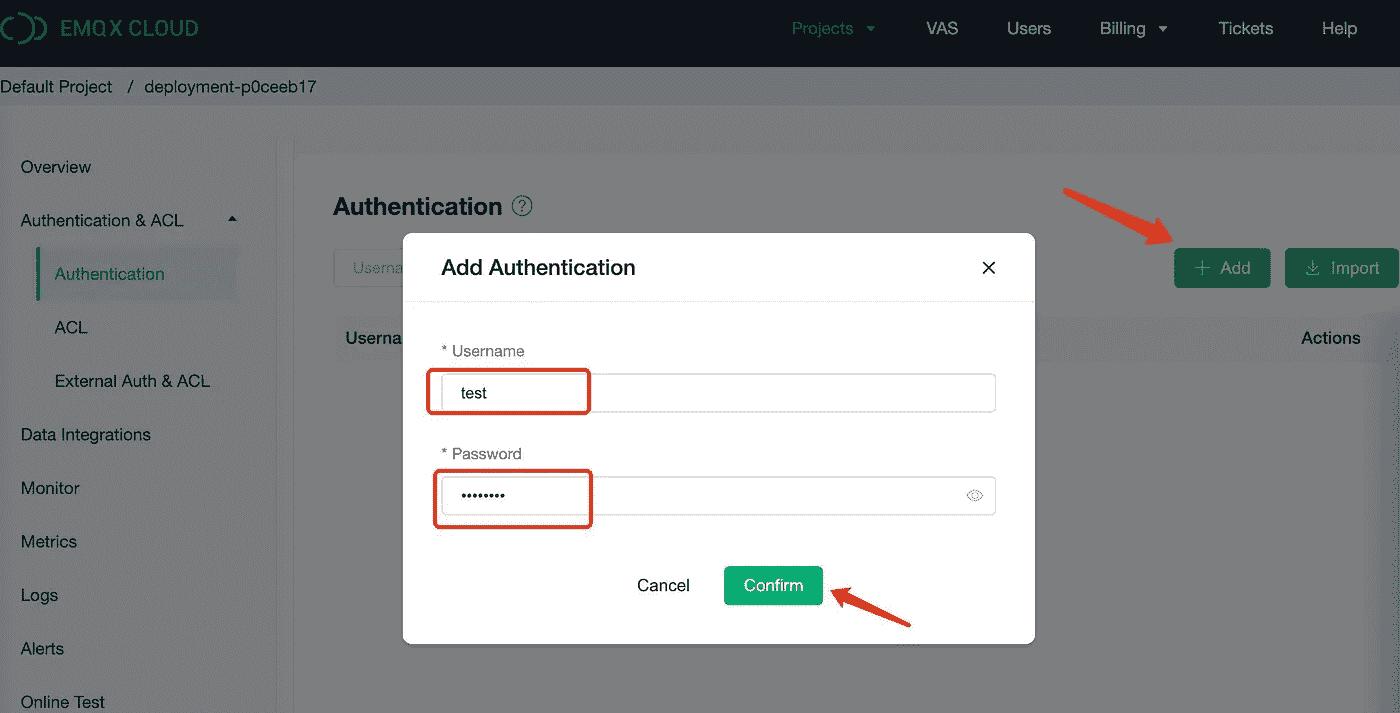 EMQX CLOUD
Projects VAS Users Billing Tickets Help
Default Project / deployment-p0ceeb17
Overview
Authentication & ACL
Authentication
ACL
External Auth & ACL
Data Integrations
Monitor
Metrics
Logs
Alerts
Online Test
Authentication ?
Userna
+ Add
Import
Userna
Actions
Add Authentication
* Username
test
* Password
••••••••
Cancel
Confirm